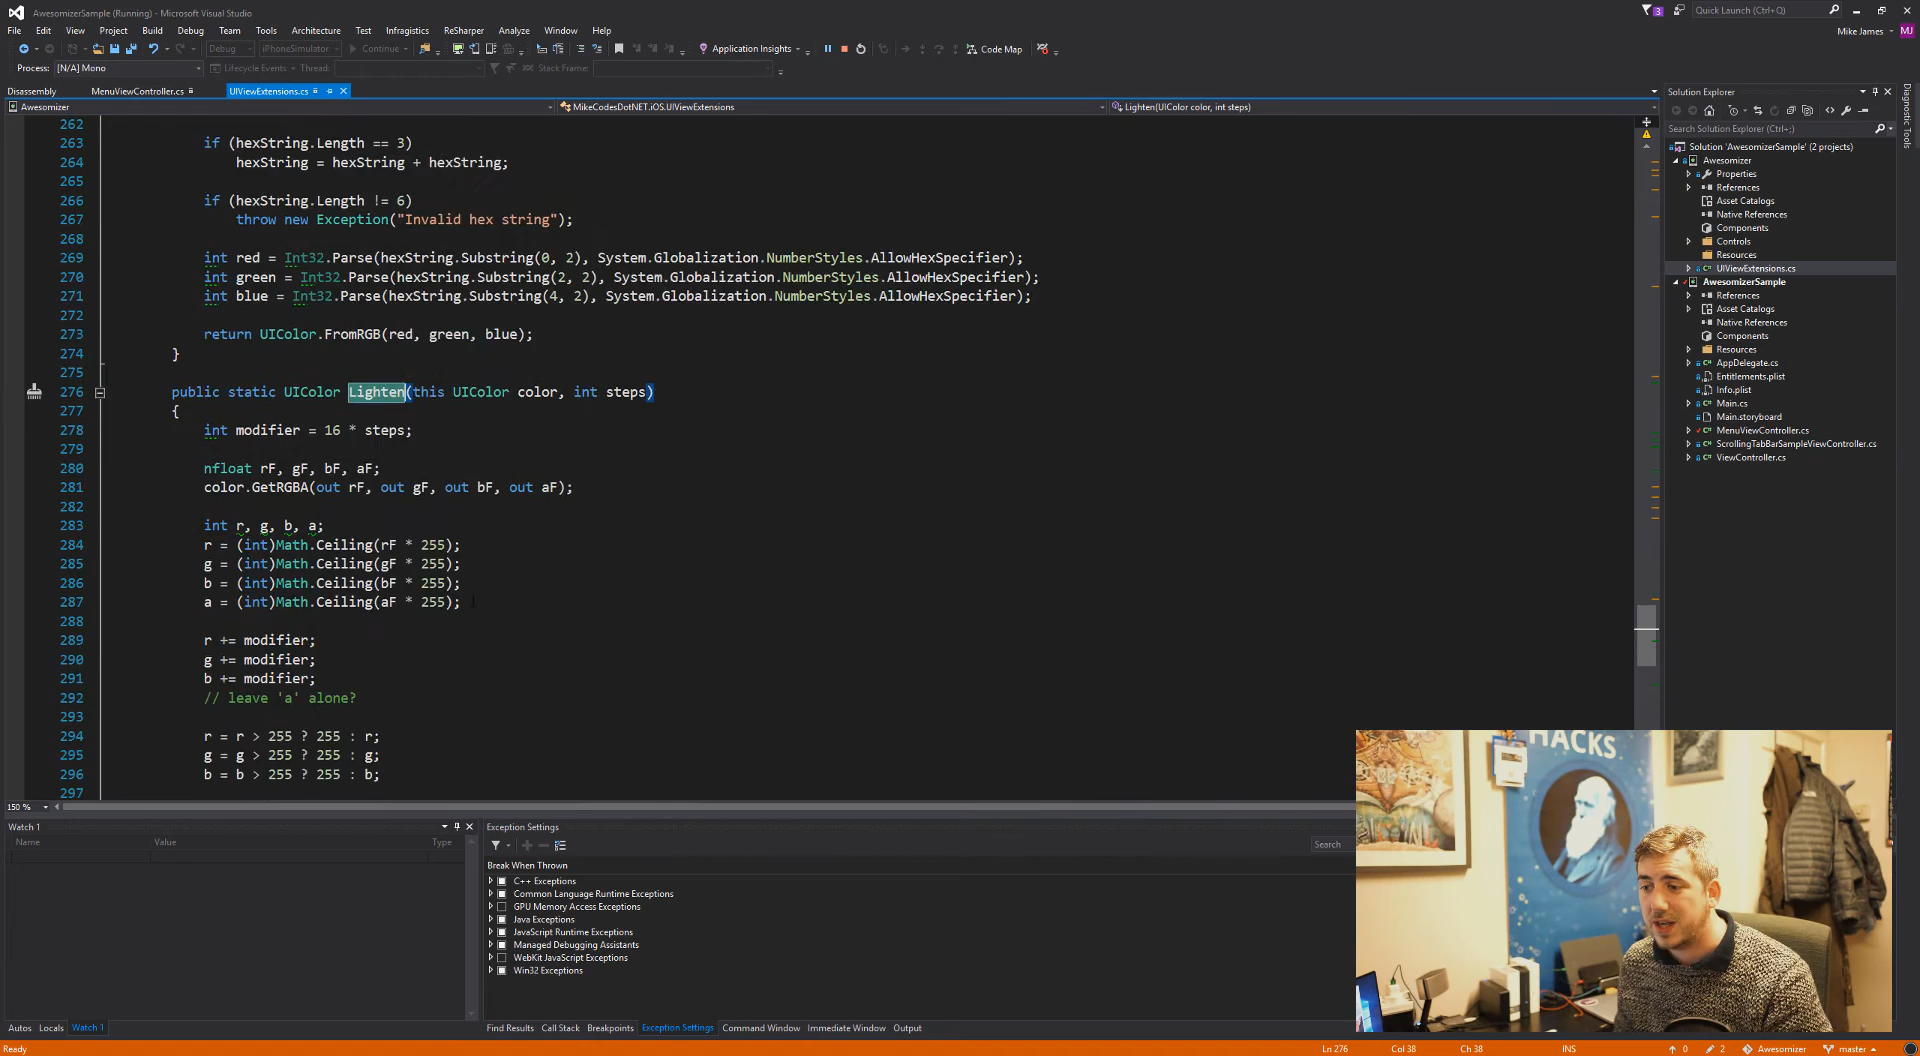 AwesomizerSample (Running) - Microsoft Visual Studio
3
Quick Launch (Ctrl+Q)
File Edit View Project Build Debug Team Tools Architecture Test Infragistics ReSharper Analyze Window Help
Mike James
MJ
Debug iPhoneSimulator Continue Application Insights Code Map
Process: [N/A] Mono Lifecycle Events Thread: Stack Frame:
Disassembly MenuViewController.cs UIViewExtensions.cs
Awesomizer MikeCodesDotNET.iOS.UIViewExtensions Lighten(UIColor color, int steps)
262
263 if (hexString.Length == 3)
264 hexString = hexString + hexString;
265
266 if (hexString.Length != 6)
267 throw new Exception("Invalid hex string");
268
269 int red = Int32.Parse(hexString.Substring(0, 2), System.Globalization.NumberStyles.AllowHexSpecifier);
270 int green = Int32.Parse(hexString.Substring(2, 2), System.Globalization.NumberStyles.AllowHexSpecifier);
271 int blue = Int32.Parse(hexString.Substring(4, 2), System.Globalization.NumberStyles.AllowHexSpecifier);
272
273 return UIColor.FromRGB(red, green, blue);
274 }
275
276 public static UIColor Lighten(this UIColor color, int steps)
277 {
278 int modifier = 16 * steps;
279
280 nfloat rF, gF, bF, aF;
281 color.GetRGBA(out rF, out gF, out bF, out aF);
282
283 int r, g, b, a;
284 r = (int)Math.Ceiling(rF * 255);
285 g = (int)Math.Ceiling(gF * 255);
286 b = (int)Math.Ceiling(bF * 255);
287 a = (int)Math.Ceiling(aF * 255);
288
289 r += modifier;
290 g += modifier;
291 b += modifier;
292 // leave 'a' alone?
293
294 r = r > 255 ? 255 : r;
295 g = g > 255 ? 255 : g;
296 b = b > 255 ? 255 : b;
297
150 %
Solution Explorer
Search Solution Explorer (Ctrl+;)
Solution 'AwesomizerSample' (2 projects)
Awesomizer
Properties
References
Asset Catalogs
Native References
Components
Controls
Resources
UIViewExtensions.cs
AwesomizerSample
References
Asset Catalogs
Native References
Components
Resources
AppDelegate.cs
Entitlements.plist
Info.plist
Main.cs
Main.storyboard
MenuViewController.cs
ScrollingTabBarSampleViewController.cs
ViewController.cs
Diagnostic Tools
Watch 1
Name Value Type
Autos Locals Watch 1
Exception Settings
Search
Break When Thrown
C++ Exceptions
Common Language Runtime Exceptions
GPU Memory Access Exceptions
Java Exceptions
JavaScript Runtime Exceptions
Managed Debugging Assistants
WebKit JavaScript Exceptions
Win32 Exceptions
Find Results Call Stack Breakpoints Exception Settings Command Window Immediate Window Output
HACKS
Ready Ln 276 Col 38 Ch 38 INS 0 2 Awesomizer master